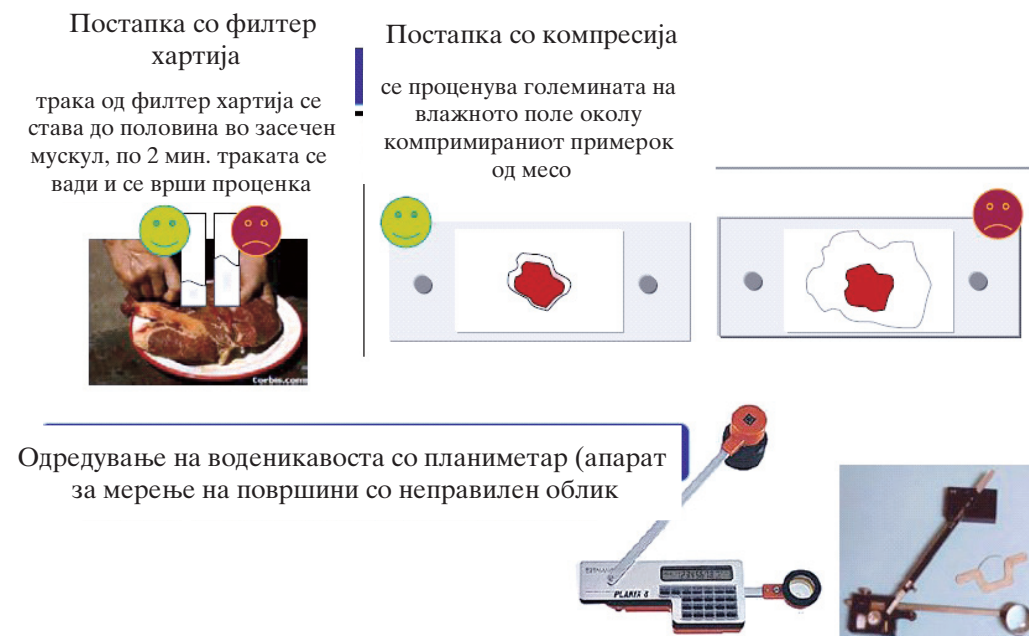 Постапка со филтер
хартија
трака од филтер хартија се
става до половина во засечен
мускул, по 2 мин. траката се
вади и се врши проценка
Corbis.com
Постапка со компресија
се проценува големината на
влажното поле околу
компримираниот примерок
од месо
Одредување на воденикавоста со планиметар (апарат
за мерење на површини со неправилен облик
PLANIX 6